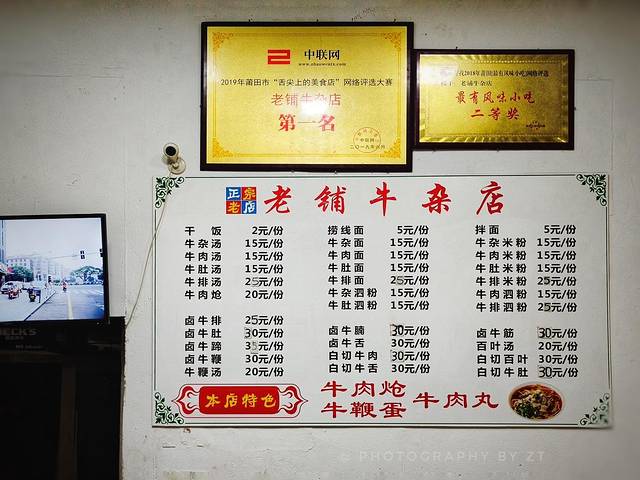 中联网
www.zhaowentx.com
2019年莆田市“舌尖上的美食店”网络评选大赛
老铺牛杂店
第一名
二〇一九年
老铺牛杂店
最有风味小吃
二等奖
正宗老店 老铺牛杂店
干饭 2元/份
牛杂汤 15元/份
牛肉汤 15元/份
牛肚汤 15元/份
牛排汤 25元/份
牛肉炝 20元/份
卤牛排 25元/份
卤牛肚 30元/份
卤牛蹄 35元/份
卤牛鞭 30元/份
牛鞭汤 20元/份
捞线面 5元/份
牛杂面 15元/份
牛肉面 15元/份
牛肚面 15元/份
牛排面 25元/份
牛杂泗粉 15元/份
牛肚泗粉 15元/份
卤牛腩 30元/份
卤牛舌 30元/份
白切牛肉 30元/份
白切牛舌 30元/份
拌面 5元/份
牛杂米粉 15元/份
牛肉米粉 15元/份
牛肚米粉 15元/份
牛排米粉 25元/份
牛肉泗粉 15元/份
牛排泗粉 25元/份
卤牛筋 30元/份
百叶汤 20元/份
白切百叶 30元/份
白切牛肚 30元/份
本店特色
牛肉炝
牛鞭蛋
牛肉丸
© PHOTOGRAPHY BY ZT